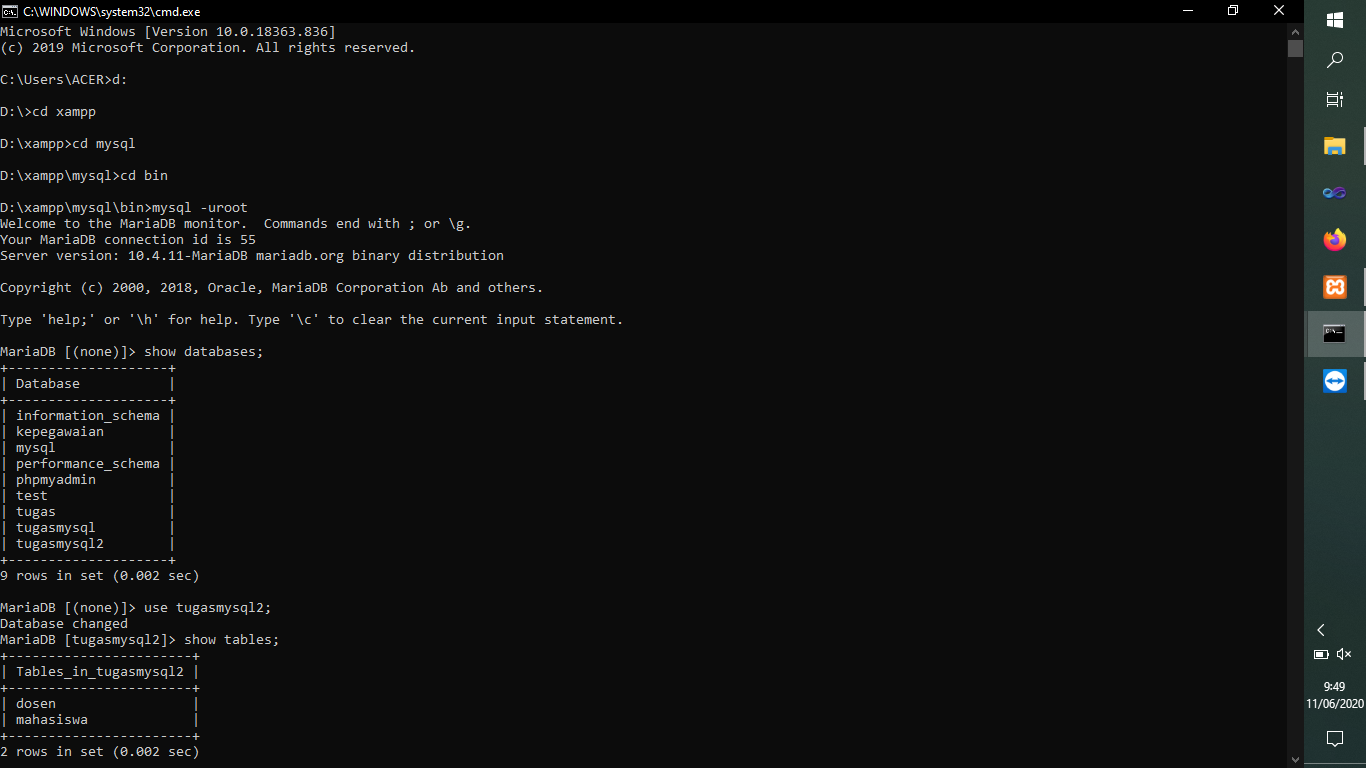 C:\WINDOWS\system32\cmd.exe
Microsoft Windows [Version 10.0.18363.836]
(c) 2019 Microsoft Corporation. All rights reserved.
C:\Users\ACER>d:
D:\>cd xampp
D:\xampp>cd mysql
D:\xampp\mysql>cd bin
D:\xampp\mysql\bin>mysql -uroot
Welcome to the MariaDB monitor.  Commands end with ; or \g.
Your MariaDB connection id is 55
Server version: 10.4.11-MariaDB mariadb.org binary distribution
Copyright (c) 2000, 2018, Oracle, MariaDB Corporation Ab and others.
Type 'help;' or '\h' for help. Type '\c' to clear the current input statement.
MariaDB [(none)]> show databases;
+--------------------+
| Database           |
+--------------------+
| information_schema |
| kepegawaian        |
| mysql              |
| performance_schema |
| phpmyadmin         |
| test               |
| tugas              |
| tugasmysql         |
| tugasmysql2        |
+--------------------+
9 rows in set (0.002 sec)
MariaDB [(none)]> use tugasmysql2;
Database changed
MariaDB [tugasmysql2]> show tables;
+-----------------------+
| Tables_in_tugasmysql2 |
+-----------------------+
| dosen                 |
| mahasiswa             |
+-----------------------+
2 rows in set (0.002 sec)
9:49
11/06/2020